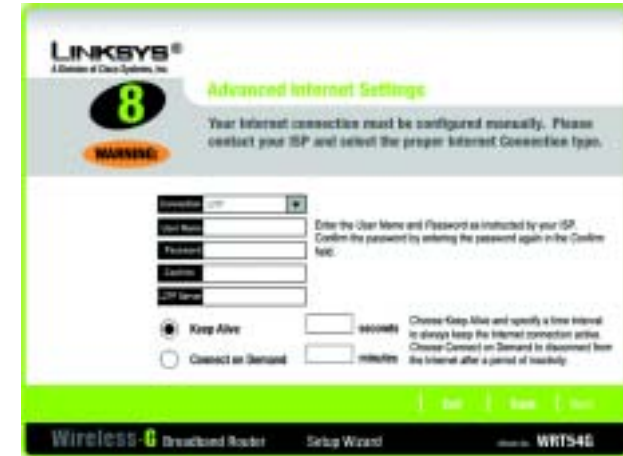 LINKSYS®
A Division of Cisco Systems, Inc.
8
Advanced Internet Settings
WARNING:
Your Internet connection must be configured manually. Please
contact your ISP and select the proper Internet Connection type.
Connection
User Name
Enter the User Name and Password as instructed by your ISP.
Confirm the password by entering the password again in the Confirm
field.
Password
Confirm
Server
Keep Alive
seconds
Choose Keep Alive and specify a time interval
to always keep the Internet connection active.
Connect on Demand
minutes
Choose Connect on Demand to disconnect from
the Internet after a period of inactivity.
Exit
Wireless-G Broadband Router
Setup Wizard
WRT54G